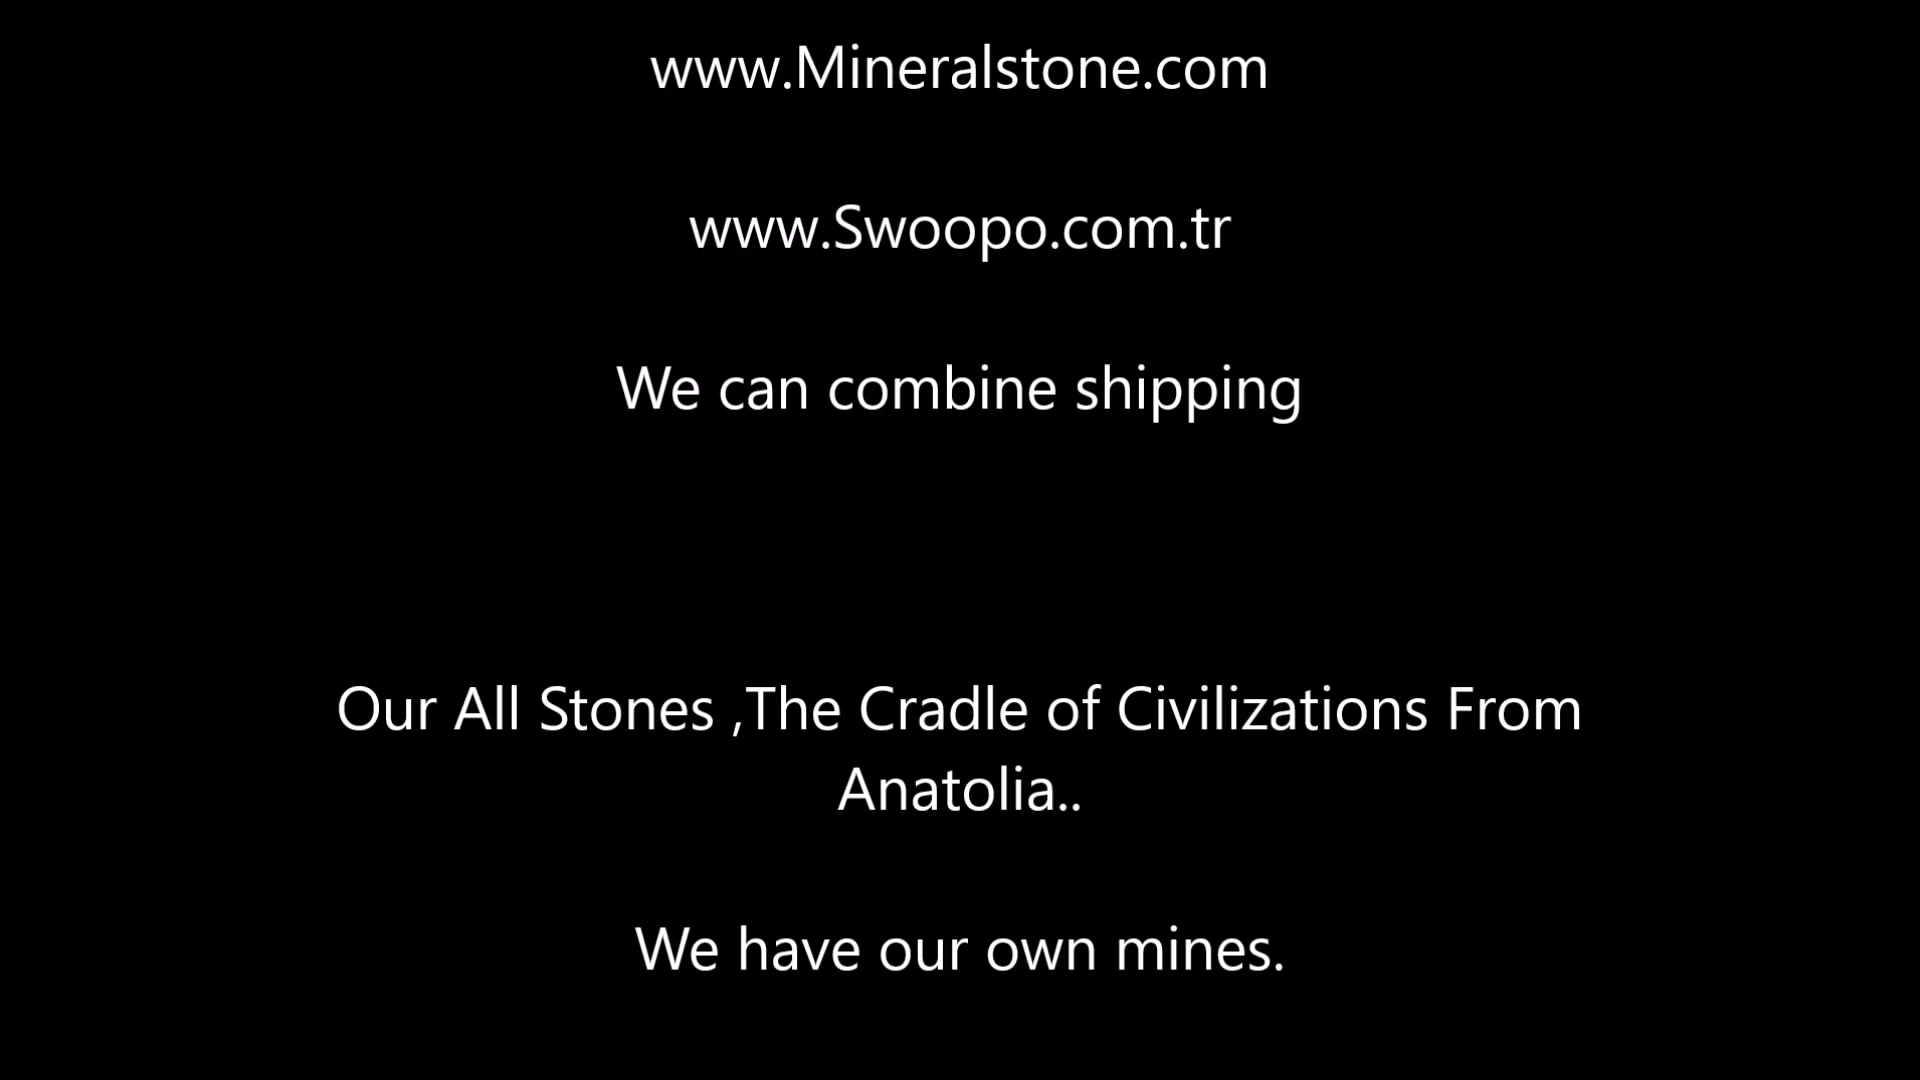 www.Mineralstone.com
www.Swoopo.com.tr
We can combine shipping
Our All Stones ,The Cradle of Civilizations From
Anatolia..
We have our own mines.